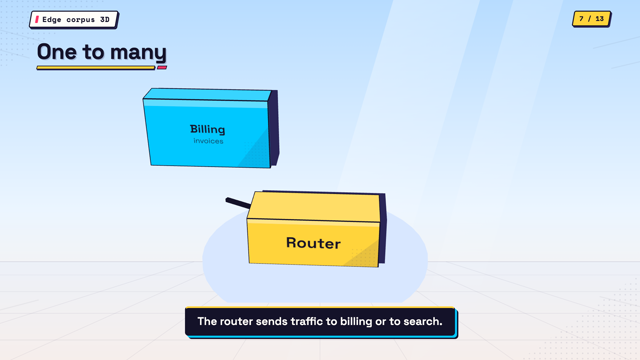 Edge corpus 3D
7 / 13
One to many
Billing
invoices
Router
The router sends traffic to billing or to search.